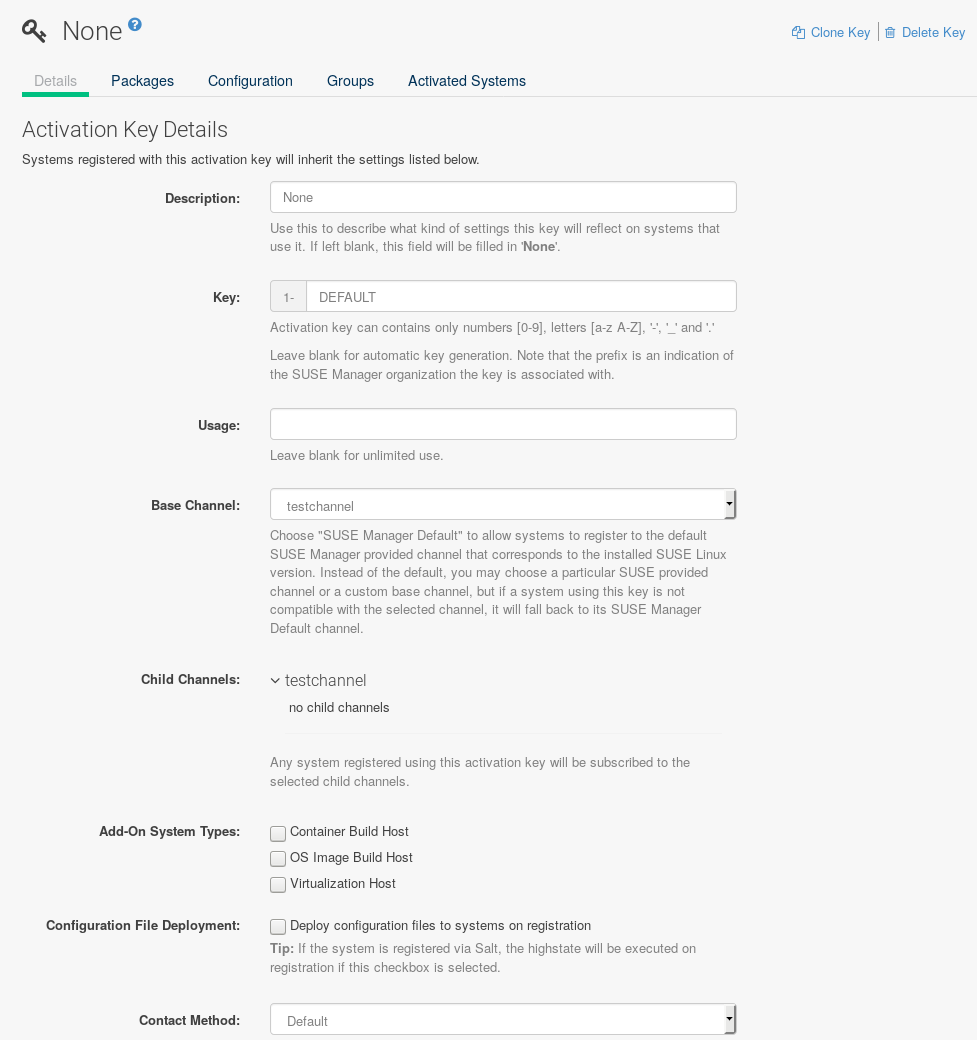 None
Clone Key
Delete Key
Details Packages Configuration Groups Activated Systems
Activation Key Details
Systems registered with this activation key will inherit the settings listed below.
Description:
None
Use this to describe what kind of settings this key will reflect on systems that
use it. If left blank, this field will be filled in 'None'.
Key:
1- DEFAULT
Activation key can contains only numbers [0-9], letters [a-z A-Z], '-', '_' and '.'
Leave blank for automatic key generation. Note that the prefix is an indication of
the SUSE Manager organization the key is associated with.
Usage:
Leave blank for unlimited use.
Base Channel:
testchannel
Choose "SUSE Manager Default" to allow systems to register to the default
SUSE Manager provided channel that corresponds to the installed SUSE Linux
version. Instead of the default, you may choose a particular SUSE provided
channel or a custom base channel, but if a system using this key is not
compatible with the selected channel, it will fall back to its SUSE Manager
Default channel.
Child Channels:
testchannel
no child channels
Any system registered using this activation key will be subscribed to the
selected child channels.
Add-On System Types:
Container Build Host
OS Image Build Host
Virtualization Host
Configuration File Deployment:
Deploy configuration files to systems on registration
Tip: If the system is registered via Salt, the highstate will be executed on
registration if this checkbox is selected.
Contact Method:
Default